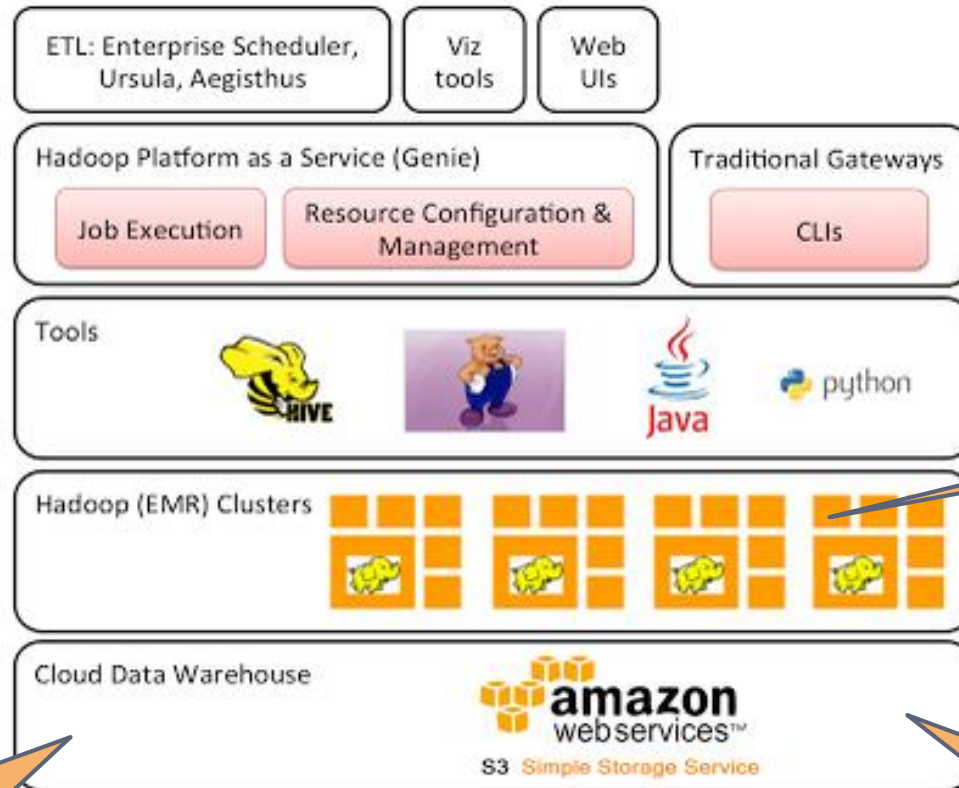 ETL: Enterprise Scheduler,
Ursula, Aegisthus
Viz
tools
Web
UIs
Hadoop Platform as a Service (Genie)
Job Execution
Resource Configuration &
Management
Traditional Gateways
CLIs
Tools
HIVE
Java
python
Hadoop (EMR) Clusters
Cloud Data Warehouse
amazon
webservices™
S3 Simple Storage Service